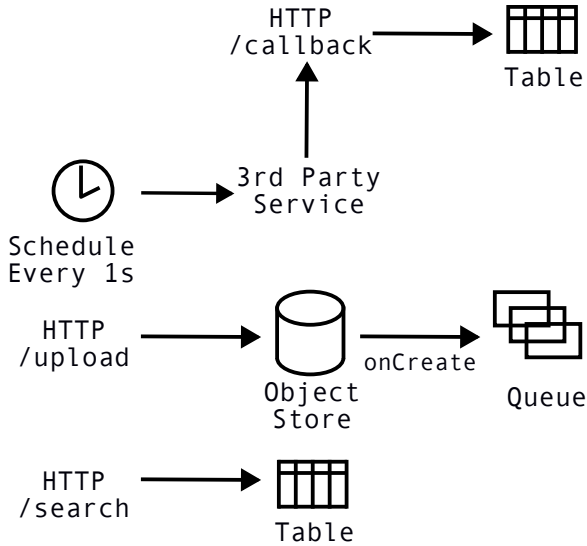 HTTP
/callback
Table
3rd Party
Service
Schedule
Every 1s
HTTP
/upload
onCreate
Object
Store
Queue
HTTP
/search
Table